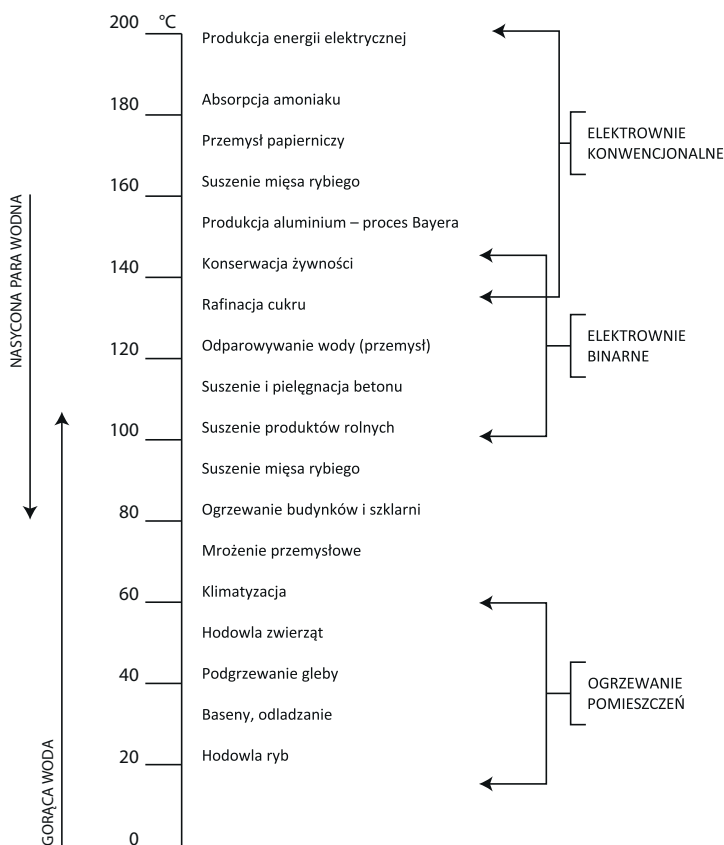 200 °C
Produkcja energii elektrycznej
180
Absorpcja amoniaku
Przemysł papierniczy
160
Suszenie mięsa rybiego
Produkcja aluminium – proces Bayera
140
Konserwacja żywności
Rafinacja cukru
120
Odparowywanie wody (przemysł)
Suszenie i pielęgnacja betonu
100
Suszenie produktów rolnych
Suszenie mięsa rybiego
80
Ogrzewanie budynków i szklarni
Mrożenie przemysłowe
60
Klimatyzacja
Hodowla zwierząt
40
Podgrzewanie gleby
Baseny, odladzanie
20
Hodowla ryb
0
NASYCONA PARA WODNA
GORĄCA WODA
ELEKTROWNIE
KONWENCJONALNE
ELEKTROWNIE
BINARNE
OGRZEWANIE
POMIESZCZEŃ